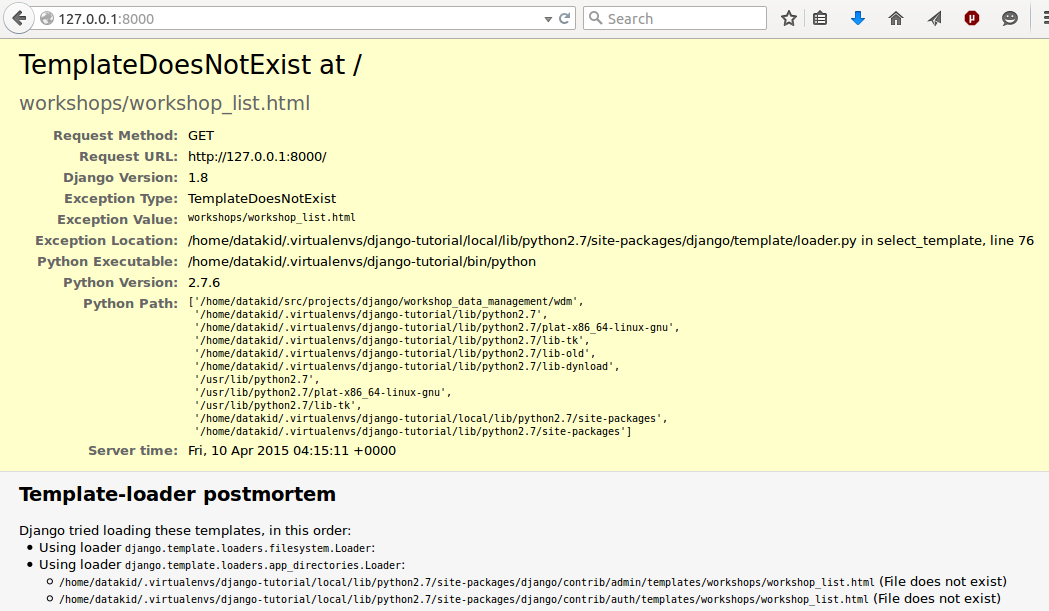 127.0.0.1:8000
Search
TemplateDoesNotExist at /
workshops/workshop_list.html
Request Method: GET
Request URL: http://127.0.0.1:8000/
Django Version: 1.8
Exception Type: TemplateDoesNotExist
Exception Value: workshops/workshop_list.html
Exception Location: /home/datakid/.virtualenvs/django-tutorial/local/lib/python2.7/site-packages/django/template/loader.py in select_template, line 76
Python Executable: /home/datakid/.virtualenvs/django-tutorial/bin/python
Python Version: 2.7.6
Python Path: ['/home/datakid/src/projects/django/workshop_data_management/wdm',
'/home/datakid/.virtualenvs/django-tutorial/lib/python2.7',
'/home/datakid/.virtualenvs/django-tutorial/lib/python2.7/plat-x86_64-linux-gnu',
'/home/datakid/.virtualenvs/django-tutorial/lib/python2.7/lib-tk',
'/home/datakid/.virtualenvs/django-tutorial/lib/python2.7/lib-old',
'/home/datakid/.virtualenvs/django-tutorial/lib/python2.7/lib-dynload',
'/usr/lib/python2.7',
'/usr/lib/python2.7/plat-x86_64-linux-gnu',
'/usr/lib/python2.7/lib-tk',
'/home/datakid/.virtualenvs/django-tutorial/local/lib/python2.7/site-packages',
'/home/datakid/.virtualenvs/django-tutorial/lib/python2.7/site-packages']
Server time: Fri, 10 Apr 2015 04:15:11 +0000
Template-loader postmortem
Django tried loading these templates, in this order:
• Using loader django.template.loaders.filesystem.Loader:
• Using loader django.template.loaders.app_directories.Loader:
◦ /home/datakid/.virtualenvs/django-tutorial/local/lib/python2.7/site-packages/django/contrib/admin/templates/workshops/workshop_list.html (File does not exist)
◦ /home/datakid/.virtualenvs/django-tutorial/local/lib/python2.7/site-packages/django/contrib/auth/templates/workshops/workshop_list.html (File does not exist)